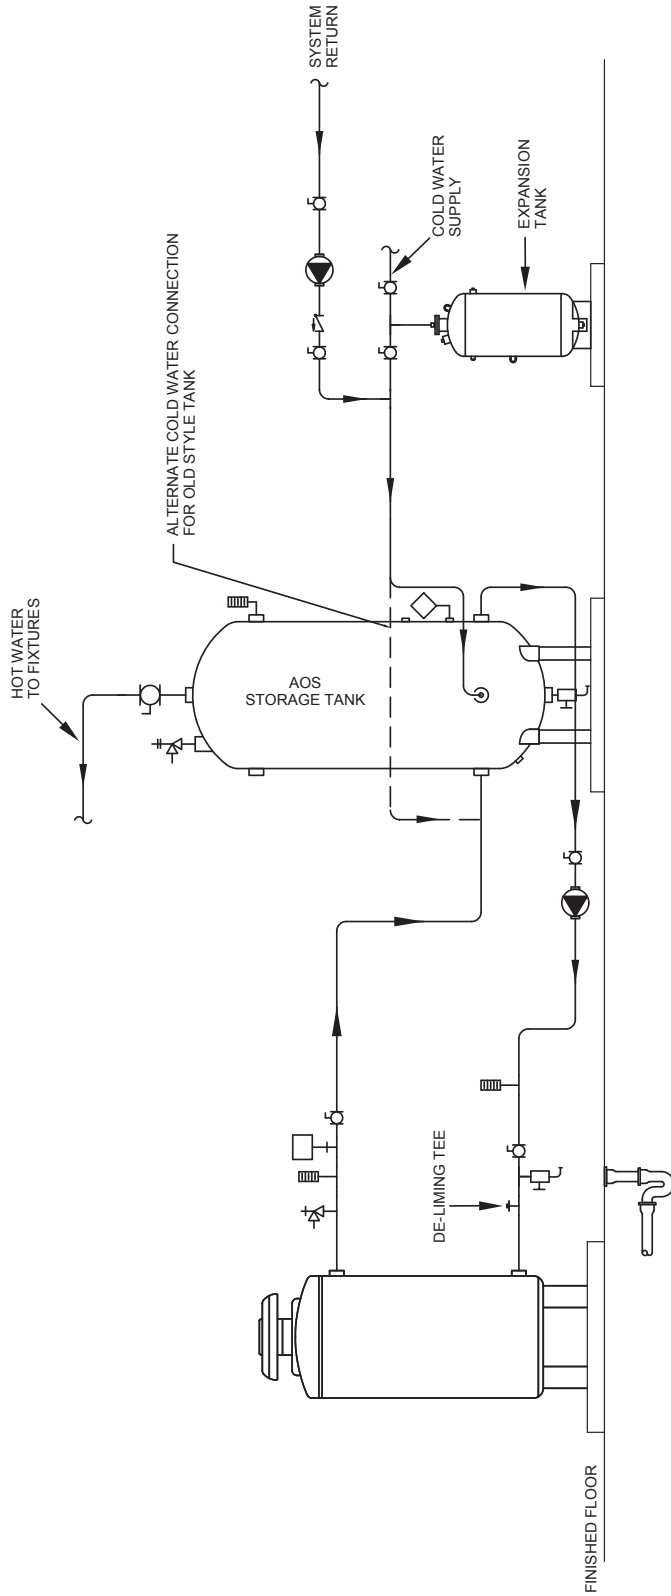 HOT WATER
TO FIXTURES
ALTERNATE COLD WATER CONNECTION
FOR OLD STYLE TANK
SYSTEM
RETURN
AOS
STORAGE TANK
COLD WATER
SUPPLY
DE-LIMING TEE
EXPANSION
TANK
FINISHED FLOOR